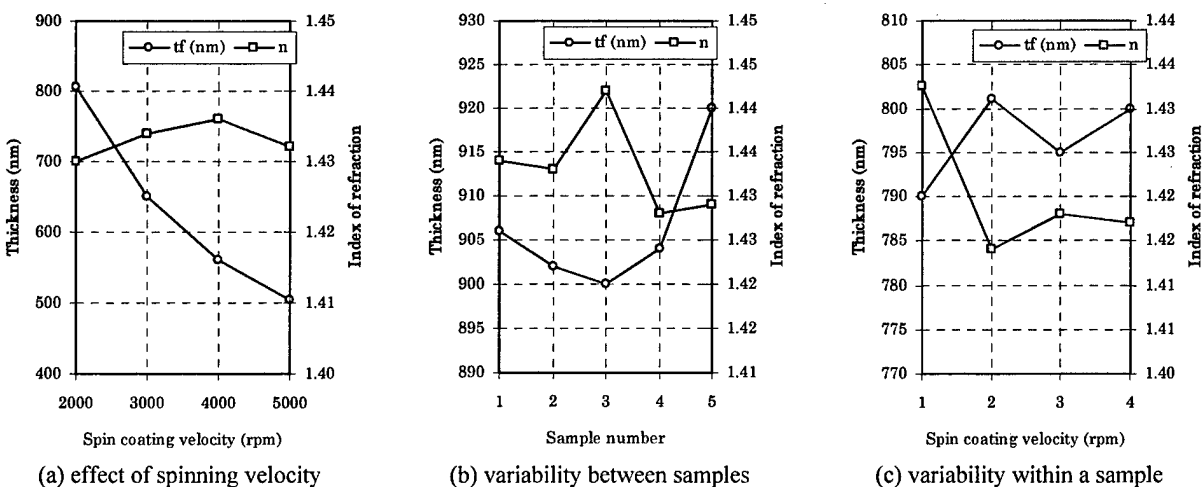 tf (nm) n
900
800
700
600
500
400
1.45
1.44
1.43
1.42
1.41
1.40
2000 3000 4000 5000
Thickness (nm)
Index of refraction
Spin coating velocity (rpm)
(a) effect of spinning velocity
tf (nm) n
930
925
920
915
910
905
900
895
890
1.45
1.45
1.44
1.44
1.43
1.43
1.42
1.42
1.41
1 2 3 4 5
Thickness (nm)
Index of refraction
Sample number
(b) variability between samples
tf (nm) n
810
805
800
795
790
785
780
775
770
1.44
1.44
1.43
1.43
1.42
1.42
1.41
1.41
1.40
1 2 3 4
Thickness (nm)
Index of refraction
Spin coating velocity (rpm)
(c) variability within a sample